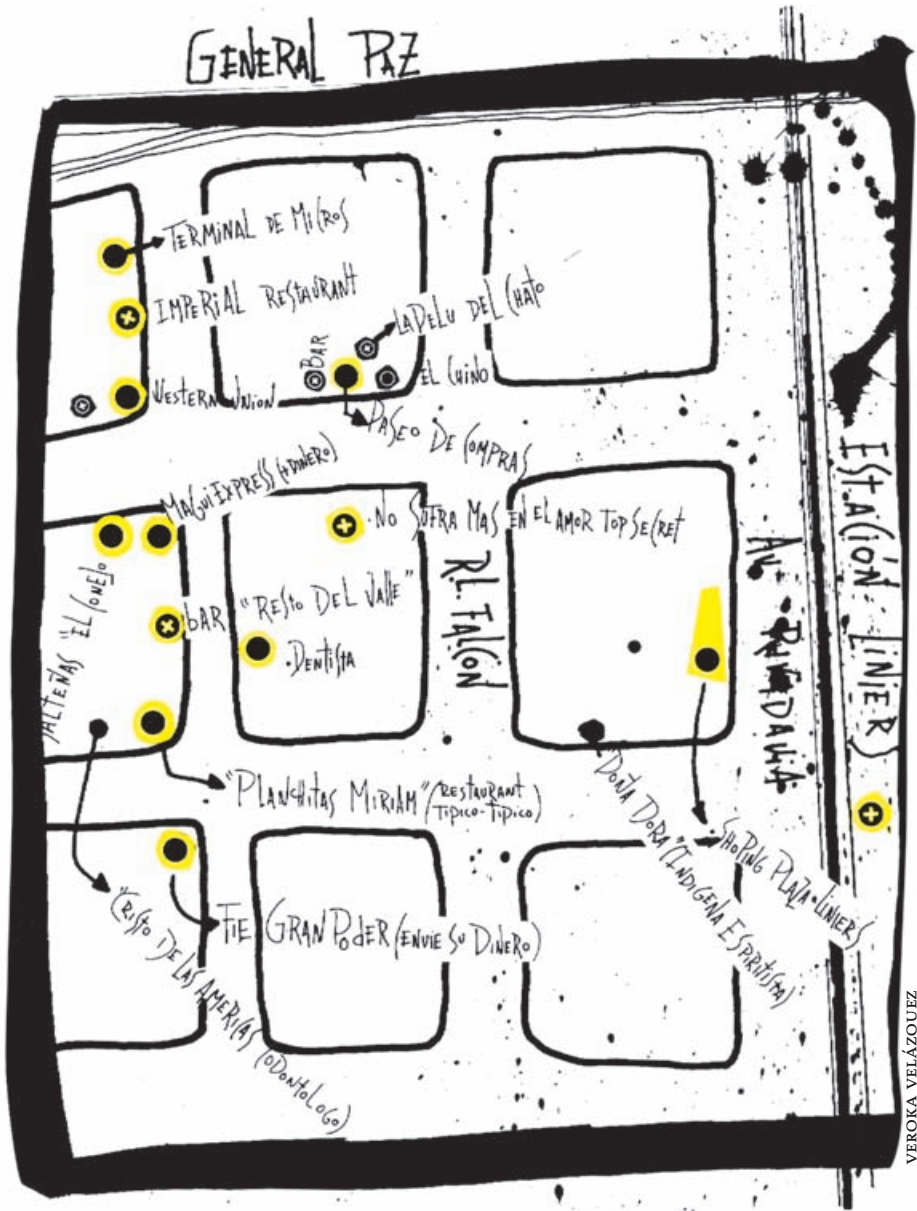 GENERAL PAZ
TERMINAL DE MICROS
IMPERIAL RESTAURANT
LA PELU DEL CHATO
BAR
EL CHINO
WESTERN UNION
PASEO DE COMPRAS
MAGUI EXPRESS (+DINERO)
NO SUFRA MAS EN EL AMOR TOP SECRET
SALTEÑAS "EL CONEJO
BAR "RESTO DEL VALLE"
DENTISTA
R.L. FALCON
AV. RIVADAVIA
ESTACIÓN LINIERS
"PLANCHITAS MIRIAM" (RESTAURANT
TIPICO-TIPICO)
"DOÑA DORA" (INDIGENA ESPIRITISTA)
SHOPING PLAZA LINIERS
FIE GRAN PODER (ENVIE SU DINERO)
"CRISTO DE LAS AMERICAS (ODONTOLOGO)
VEROKA VELÁZQUEZ